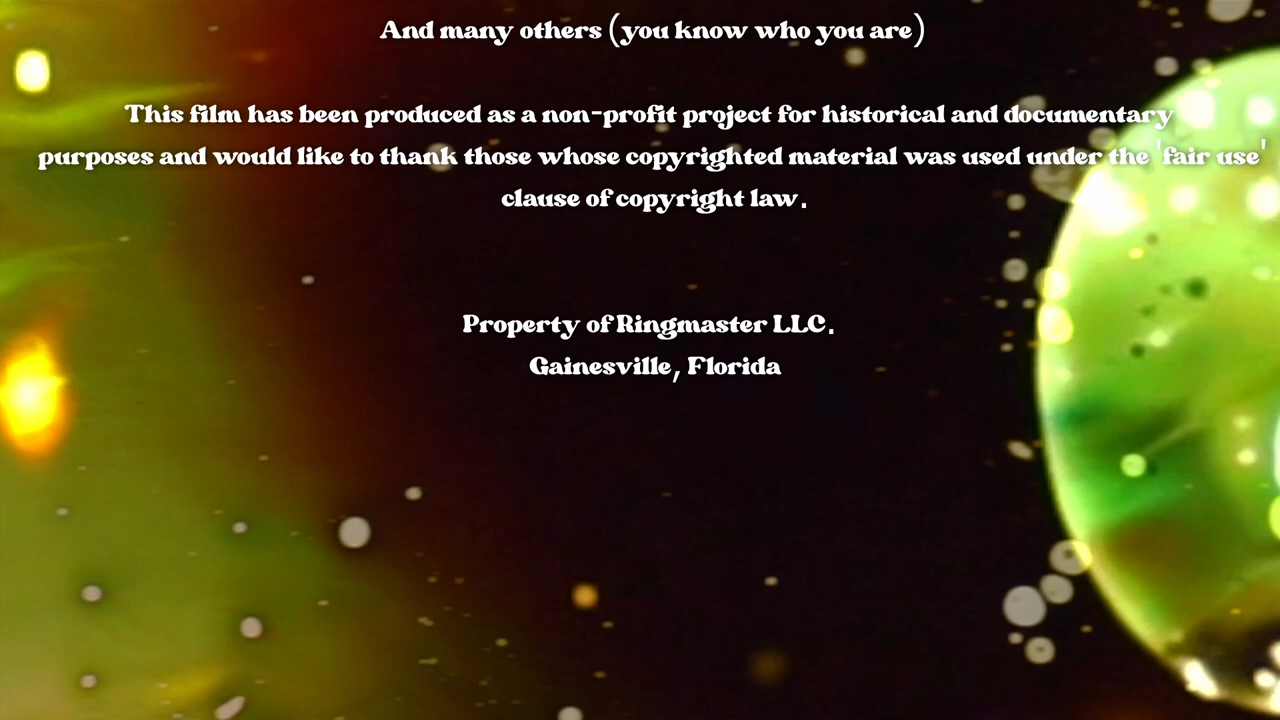 And many others (you know who you are)
This film has been produced as a non-profit project for historical and documentary
purposes and would like to thank those whose copyrighted material was used under the 'fair use'
clause of copyright law.
Property of Ringmaster LLC.
Gainesville, Florida